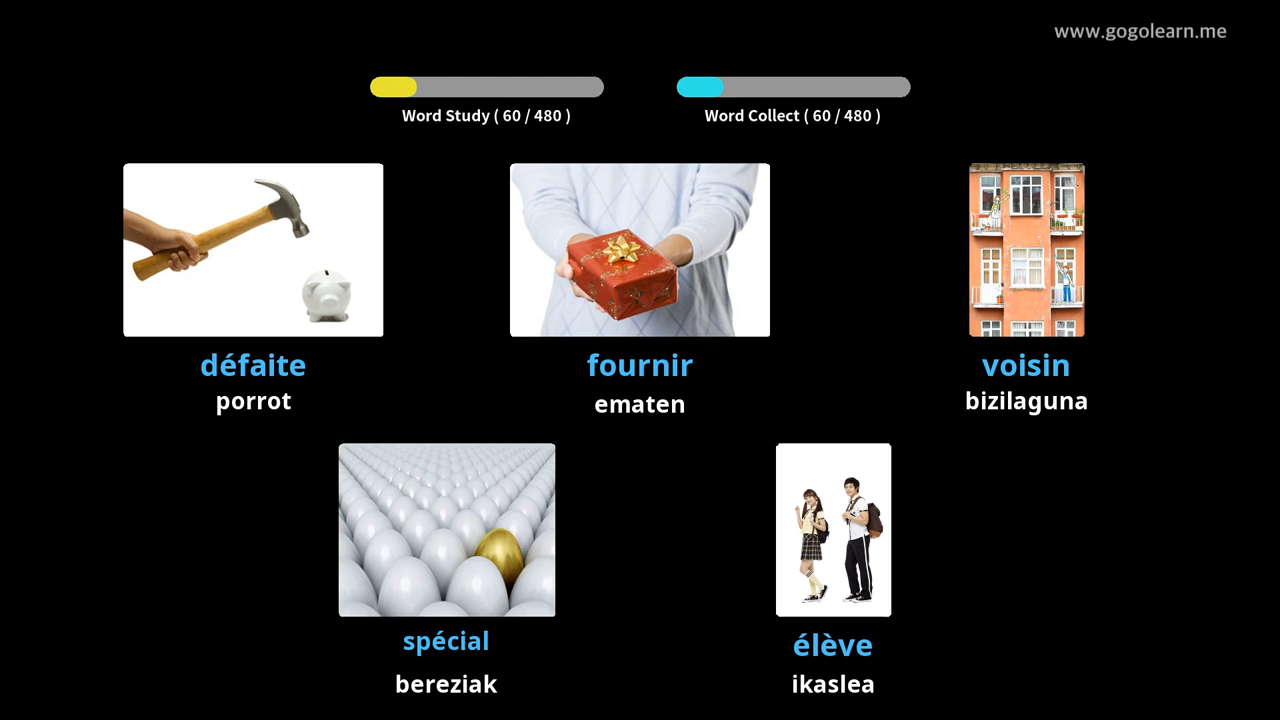 www.gogolearn.me
Word Study ( 60 / 480 )
Word Collect ( 60 / 480 )
défaite
porrot
fournir
ematen
voisin
bizilaguna
spécial
bereziak
élève
ikaslea